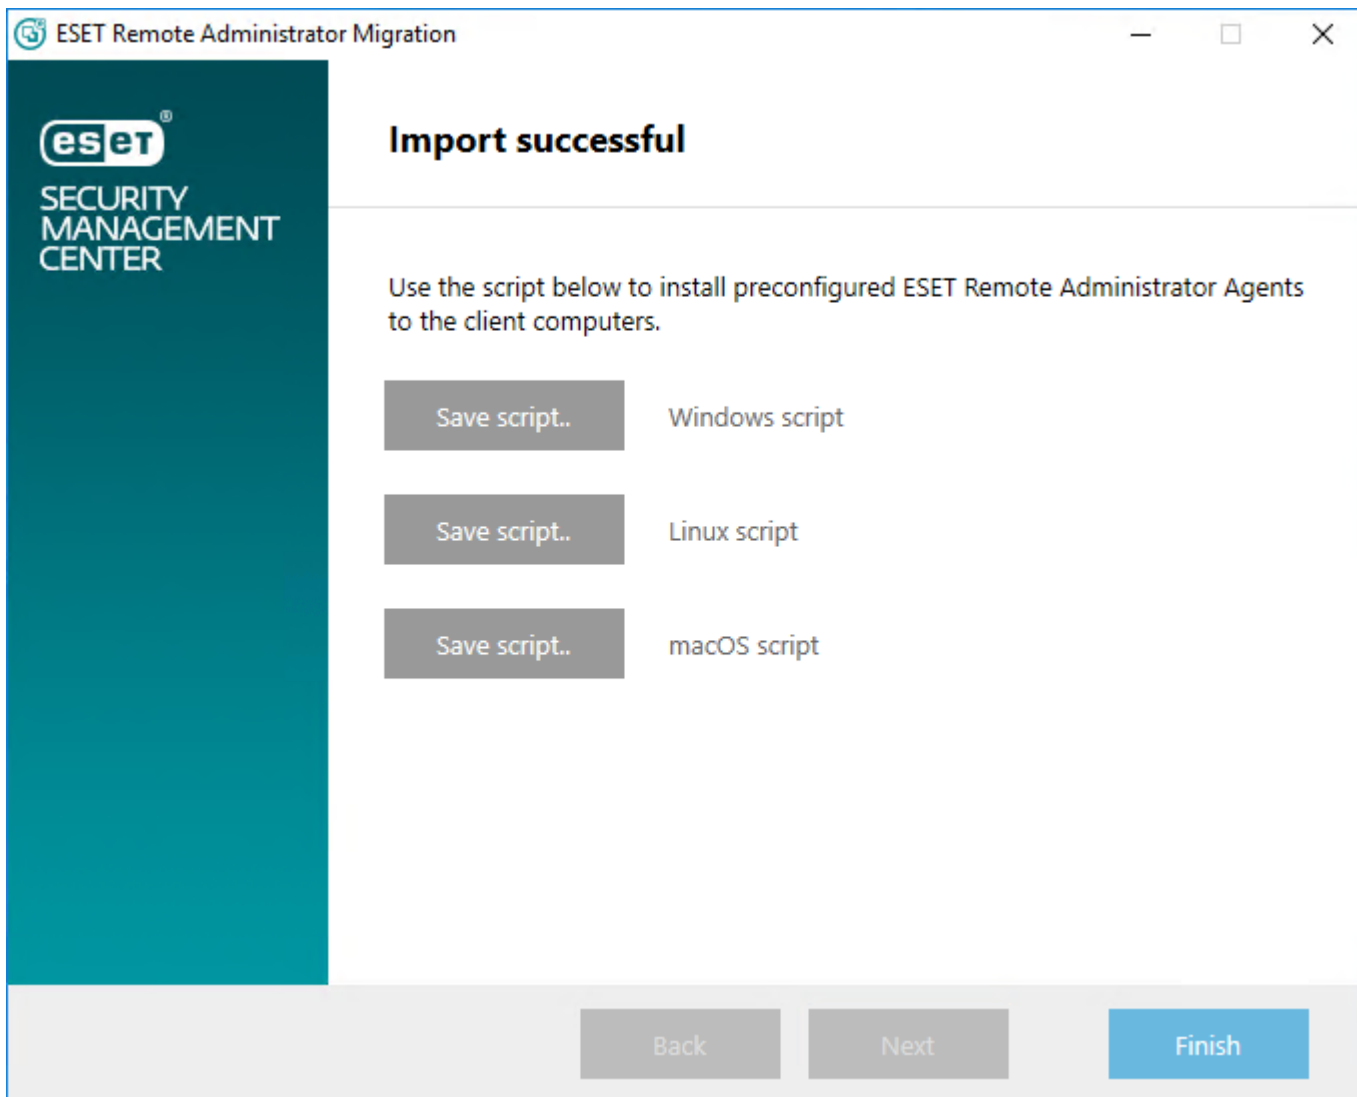 ESET Remote Administrator Migration
eset®
SECURITY
MANAGEMENT
CENTER
Import successful
Use the script below to install preconfigured ESET Remote Administrator Agents
to the client computers.
Save script.. Windows script
Save script.. Linux script
Save script.. macOS script
Back Next Finish